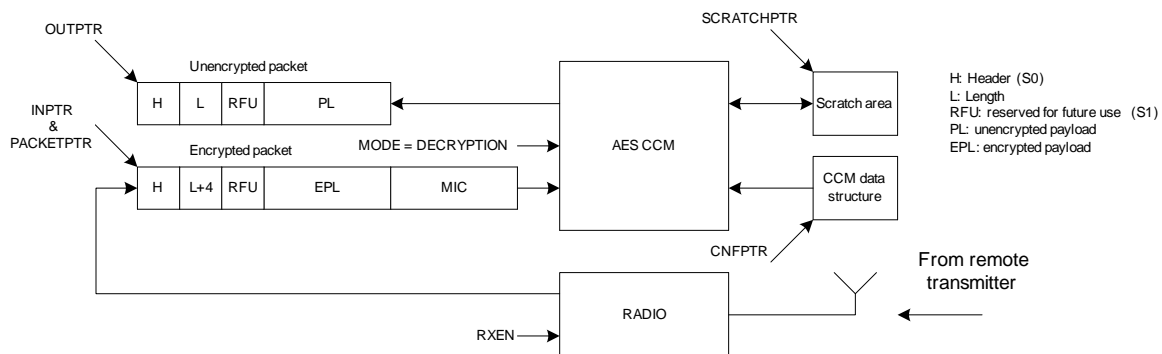 SCRATCHPTR
OUTPTR
Unencrypted packet
H L RFU PL
Scratch area
H: Header (S0)
L: Length
RFU: reserved for future use (S1)
PL: unencrypted payload
EPL: encrypted payload
INPTR
&
PACKETPTR
MODE = DECRYPTION
AES CCM
Encrypted packet
H L+4 RFU EPL MIC
CCM data
structure
CNFPTR
From remote
transmitter
RADIO
RXEN